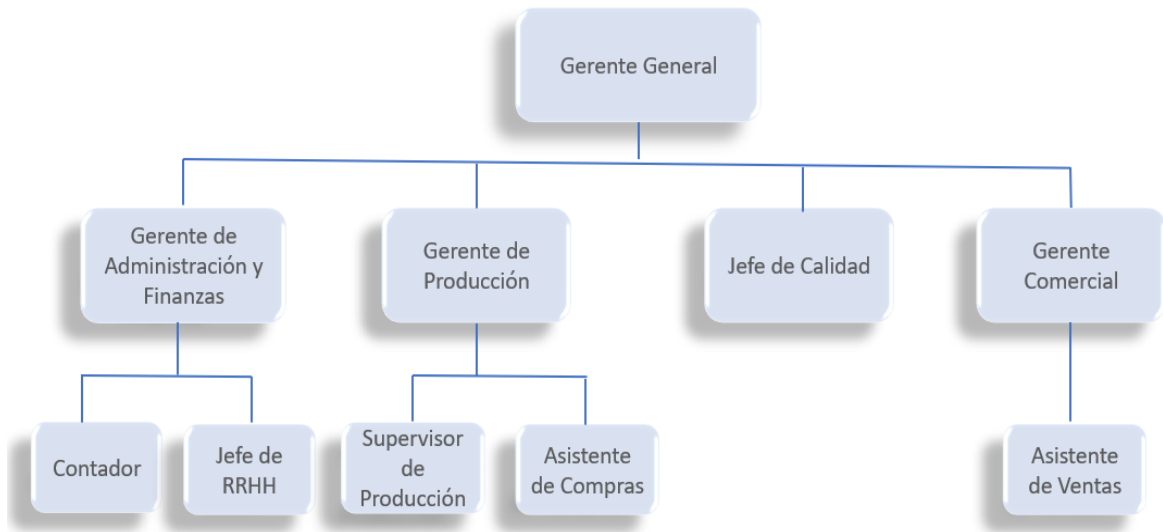 Gerente General
Gerente de
Administración y
Finanzas
Gerente de
Producción
Jefe de Calidad
Gerente
Comercial
Contador
Jefe de
RRHH
Supervisor
de
Producción
Asistente
de Compras
Asistente
de Ventas